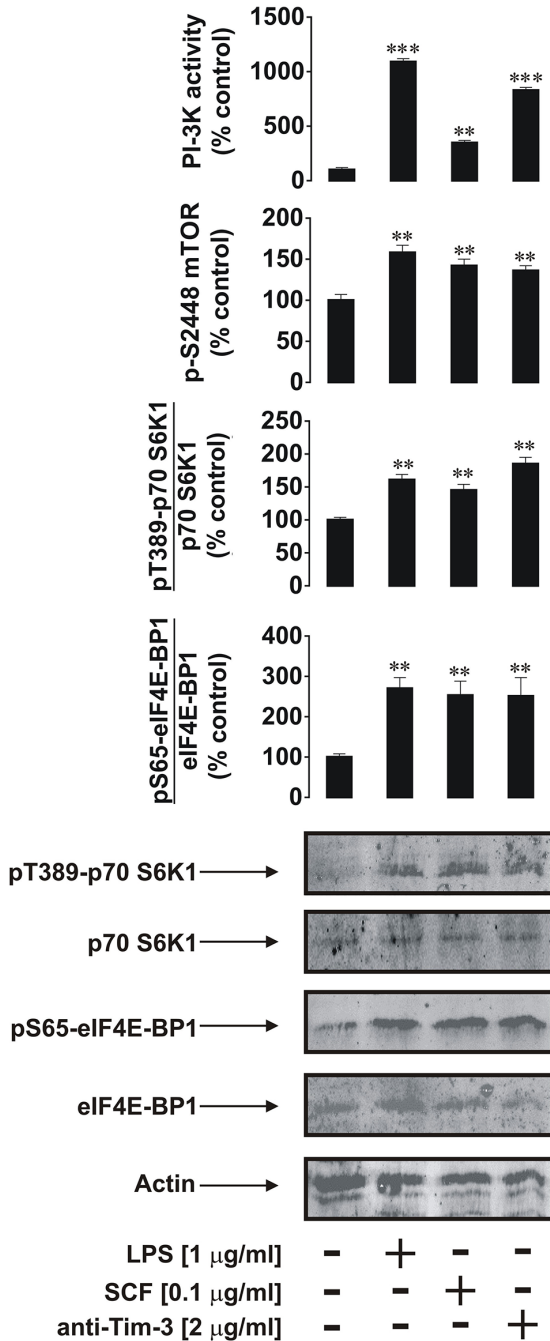 PI-3K activity
(% control)
1500
1000
500
0
***
**
***
p-S2448 mTOR
(% control)
200
150
100
50
0
**
**
**
pT389-p70 S6K1
p70 S6K1
(% control)
250
200
150
100
50
0
**
**
**
pS65-eIF4E-BP1
eIF4E-BP1
(% control)
400
300
200
100
0
**
**
**
pT389-p70 S6K1
p70 S6K1
pS65-eIF4E-BP1
eIF4E-BP1
Actin
LPS [1 μg/ml] - + - -
SCF [0.1 μg/ml] - - + -
anti-Tim-3 [2 μg/ml] - - - +